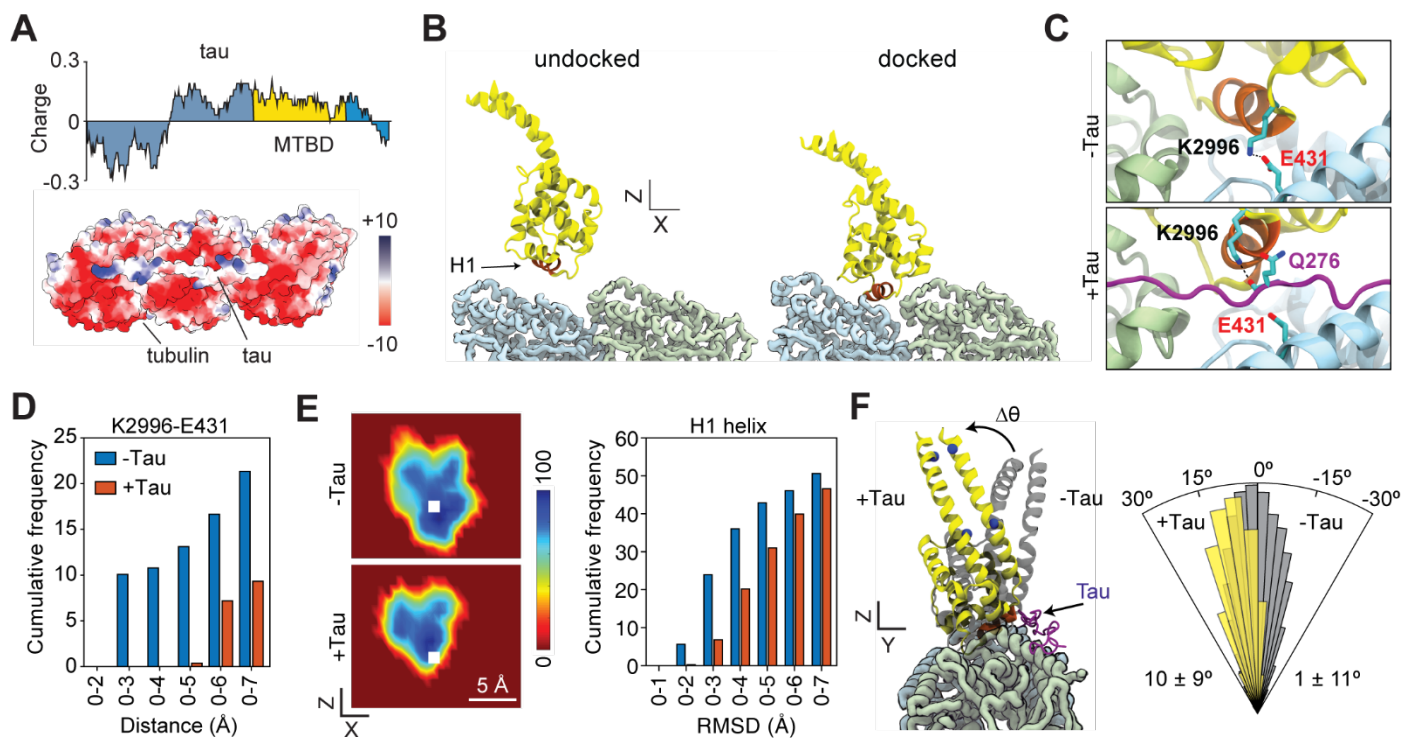 A
tau
0.3
0
-0.3
Charge
MTBD
+10
-10
tubulin
tau
B
undocked
docked
Z
X
H1
C
-Tau
K2996
E431
+Tau
K2996
Q276
E431
D
K2996-E431
25
20
15
10
5
0
-Tau
+Tau
Cumulative frequency
0-2
0-3
0-4
0-5
0-6
0-7
Distance (Å)
E
-Tau
+Tau
100
0
5 Å
Z
X
H1 helix
60
50
40
30
20
10
0
Cumulative frequency
0-1
0-2
0-3
0-4
0-5
0-6
0-7
RMSD (Å)
F
Δθ
+Tau
-Tau
Tau
Z
Y
30º
15º
0º
-15º
-30º
+Tau
-Tau
10 ± 9º
1 ± 11º